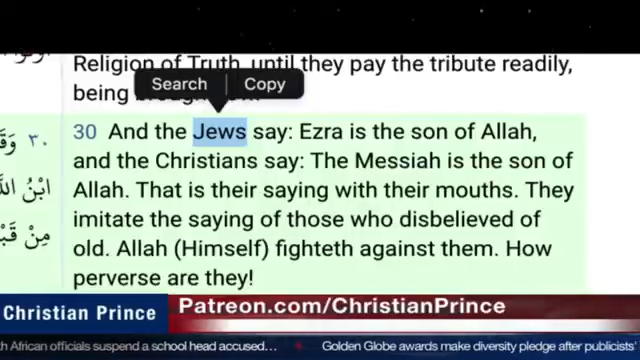 Religion of Truth, until they pay the tribute readily,
Search Copy
being
٣٠
30 And the Jews say: Ezra is the son of Allah,
and the Christians say: The Messiah is the son of
Allah. That is their saying with their mouths. They
imitate the saying of those who disbelieved of
old. Allah (Himself) fighteth against them. How
perverse are they!
ابْنُ
مِنْ
Christian Prince
Patreon.com/ChristianPrince
th African officials suspend a school head accused...
Golden Globe awards make diversity pledge after publicists'